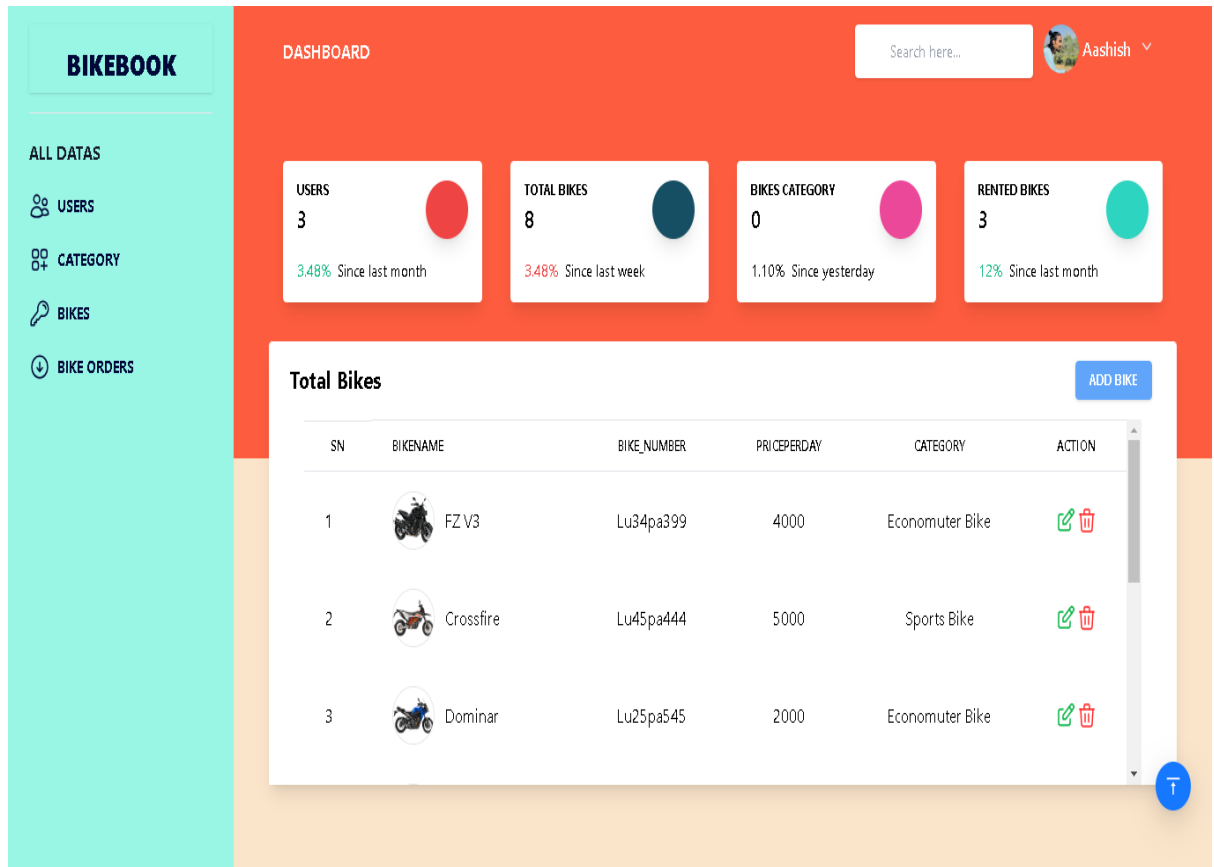 BIKEBOOK
DASHBOARD
Search here...
Aashish
ALL DATAS
USERS
CATEGORY
BIKES
BIKE ORDERS
USERS
3
3.48% Since last month
TOTAL BIKES
8
3.48% Since last week
BIKES CATEGORY
0
1.10% Since yesterday
RENTED BIKES
3
12% Since last month
Total Bikes
ADD BIKE
SN BIKENAME BIKE_NUMBER PRICEPERDAY CATEGORY ACTION
1 FZ V3 Lu34pa399 4000 Economuter Bike
2 Crossfire Lu45pa444 5000 Sports Bike
3 Dominar Lu25pa545 2000 Economuter Bike